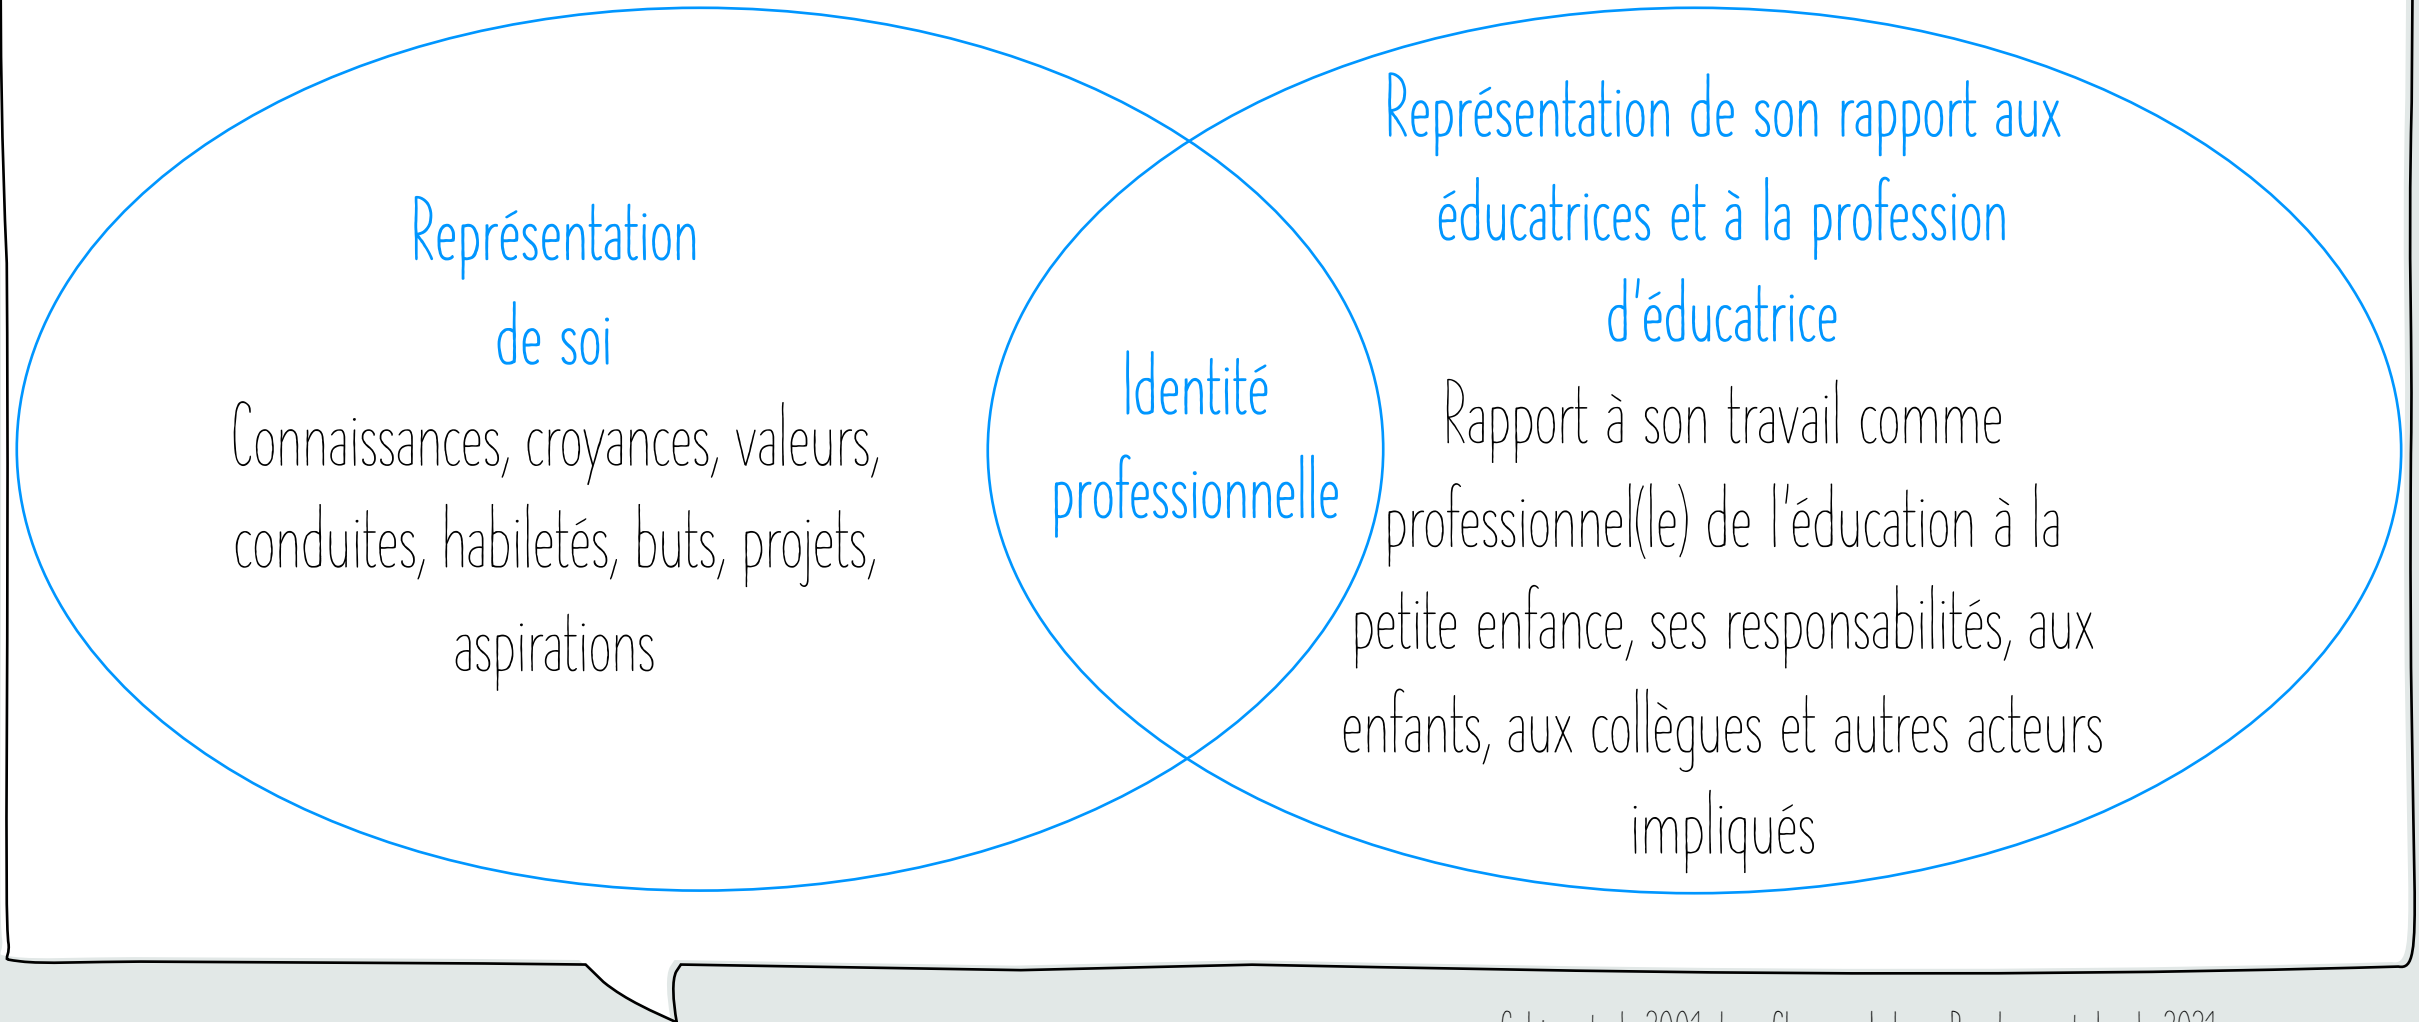 Représentation
de soi
Connaissances, croyances, valeurs,
conduites, habiletés, buts, projets,
aspirations
Identité
professionnelle
Représentation de son rapport aux
éducatrices et à la profession
d'éducatrice
Rapport à son travail comme
professionnel(le) de l'éducation à la
petite enfance, ses responsabilités, aux
enfants, aux collègues et autres acteurs
impliqués